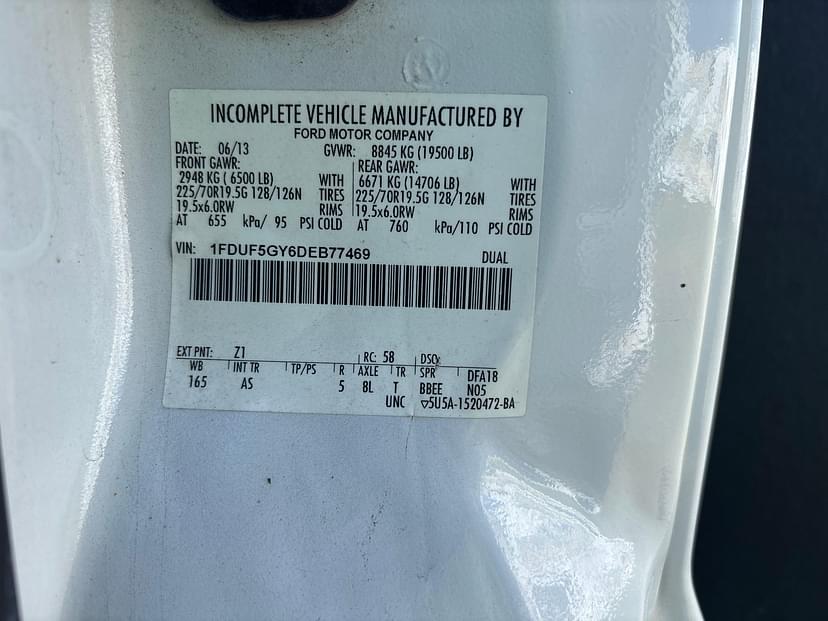 INCOMPLETE VEHICLE MANUFACTURED BY
FORD MOTOR COMPANY
DATE: 06/13 GVWR: 8845 KG (19500 LB)
FRONT GAWR: REAR GAWR:
2948 KG ( 6500 LB) WITH 6671 KG (14706 LB) WITH
225/70R19.5G 128/126N TIRES 225/70R19.5G 128/126N TIRES
19.5x6.0RW RIMS 19.5x6.0RW RIMS
AT 655 kPa/ 95 PSI COLD AT 760 kPa/110 PSI COLD
VIN: 1FDUF5GY6DEB77469 DUAL
EXT PNT: Z1 RC: 58 DSO:
WB INT TR TP/PS R AXLE TR SPR DFA18
165 AS 5 8L T BBEE N05
UNC ▽5U5A-1520472-BA